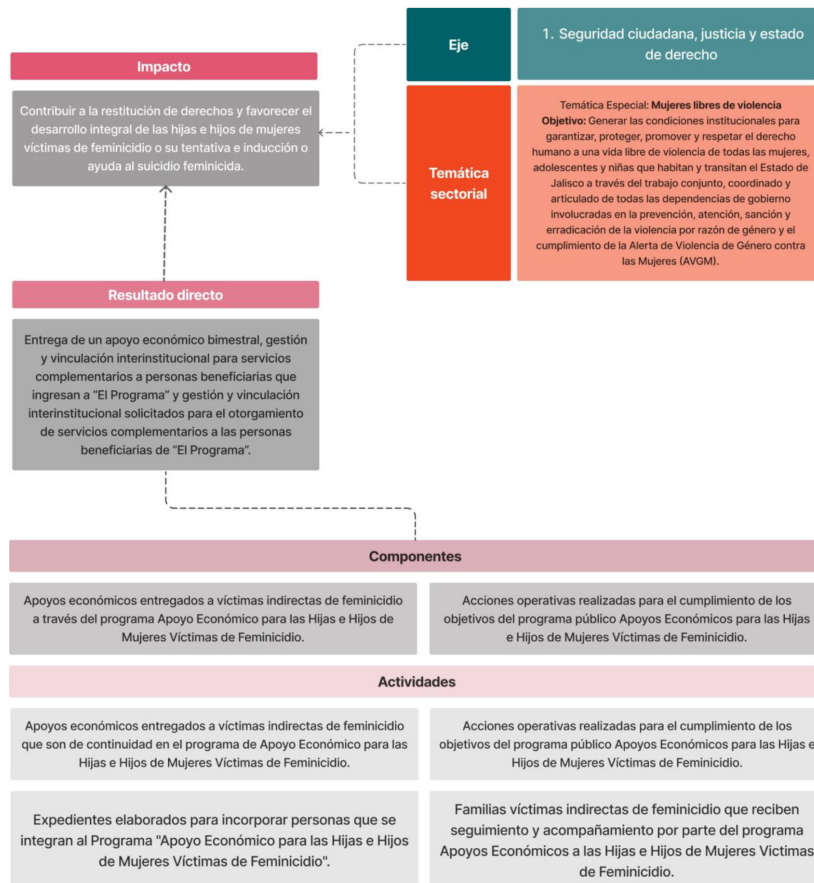 Eje
1. Seguridad ciudadana, justicia y estado
de derecho
Impacto
Contribuir a la restitución de derechos y favorecer el
desarrollo integral de las hijas e hijos de mujeres
víctimas de feminicidio o su tentativa e inducción o
ayuda al suicidio feminicida.
Temática
sectorial
Temática Especial: Mujeres libres de violencia
Objetivo: Generar las condiciones institucionales para
garantizar, proteger, promover y respetar el derecho
humano a una vida libre de violencia de todas las mujeres,
adolescentes y niñas que habitan y transitan el Estado de
Jalisco a través del trabajo conjunto, coordinado y
articulado de todas las dependencias de gobierno
involucradas en la prevención, atención, sanción y
erradicación de la violencia por razón de género y el
cumplimiento de la Alerta de Violencia de Género contra
las Mujeres (AVGM).
Resultado directo
Entrega de un apoyo económico bimestral, gestión
y vinculación interinstitucional para servicios
complementarios a personas beneficiarias que
ingresan a “El Programa” y gestión y vinculación
interinstitucional solicitados para el otorgamiento
de servicios complementarios a las personas
beneficiarias de “El Programa”.
Componentes
Apoyos económicos entregados a víctimas indirectas de feminicidio
a través del programa Apoyo Económico para las Hijas e Hijos de
Mujeres Víctimas de Feminicidio.
Acciones operativas realizadas para el cumplimiento de los
objetivos del programa público Apoyos Económicos para las Hijas
e Hijos de Mujeres Víctimas de Feminicidio.
Actividades
Apoyos económicos entregados a víctimas indirectas de feminicidio
que son de continuidad en el programa de Apoyo Económico para las
Hijas e Hijos de Mujeres Víctimas de Feminicidio.
Acciones operativas realizadas para el cumplimiento de los
objetivos del programa público Apoyos Económicos para las Hijas e
Hijos de Mujeres Víctimas de Feminicidio.
Expedientes elaborados para incorporar personas que se
integran al Programa "Apoyo Económico para las Hijas e Hijos
de Mujeres Víctimas de Feminicidio".
Familias víctimas indirectas de feminicidio que reciben
seguimiento y acompañamiento por parte del programa
Apoyos Económicos a las Hijas e Hijos de Mujeres Victimas
de Feminicidio.